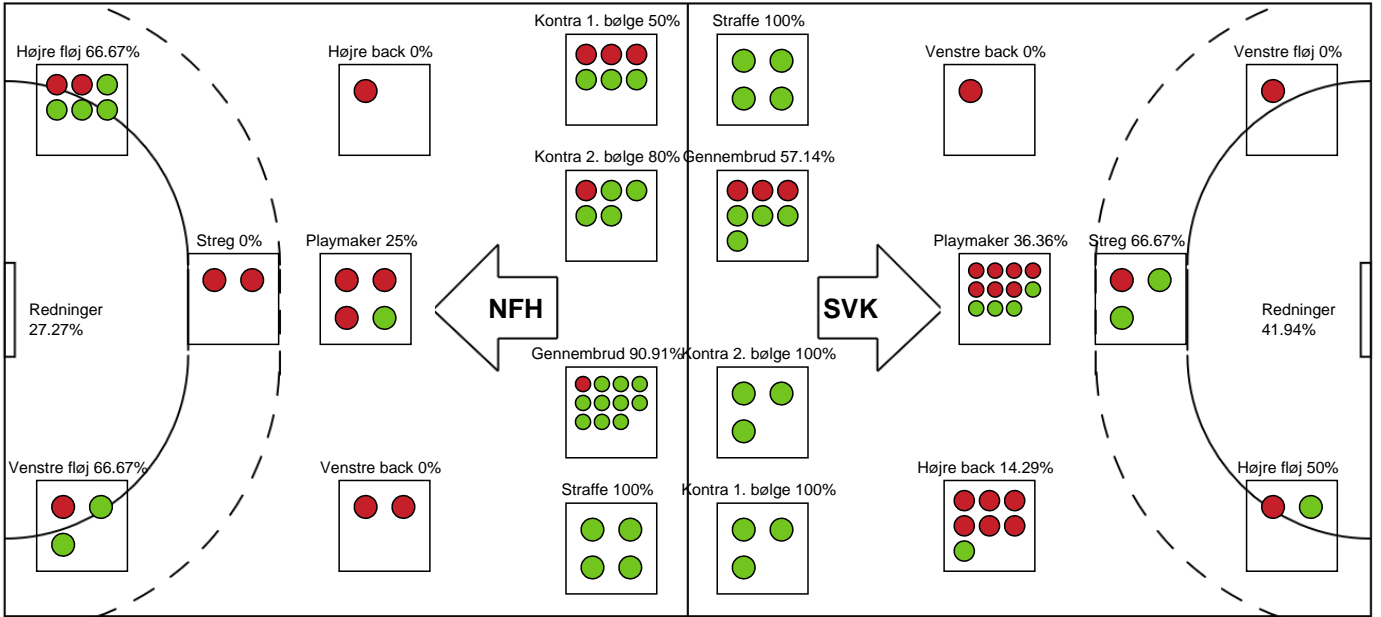 Kontra 1. bølge 50%
Straffe 100%
Højre fløj 66.67%
Højre back 0%
Venstre back 0%
Venstre fløj 0%
Kontra 2. bølge 80%
Gennembrud 57.14%
Streg 0%
Playmaker 25%
Playmaker 36.36%
Streg 66.67%
Redninger
27.27%
NFH
SVK
Redninger
41.94%
Gennembrud 90.91%
Kontra 2. bølge 100%
Venstre fløj 66.67%
Venstre back 0%
Straffe 100%
Kontra 1. bølge 100%
Højre back 14.29%
Højre fløj 50%